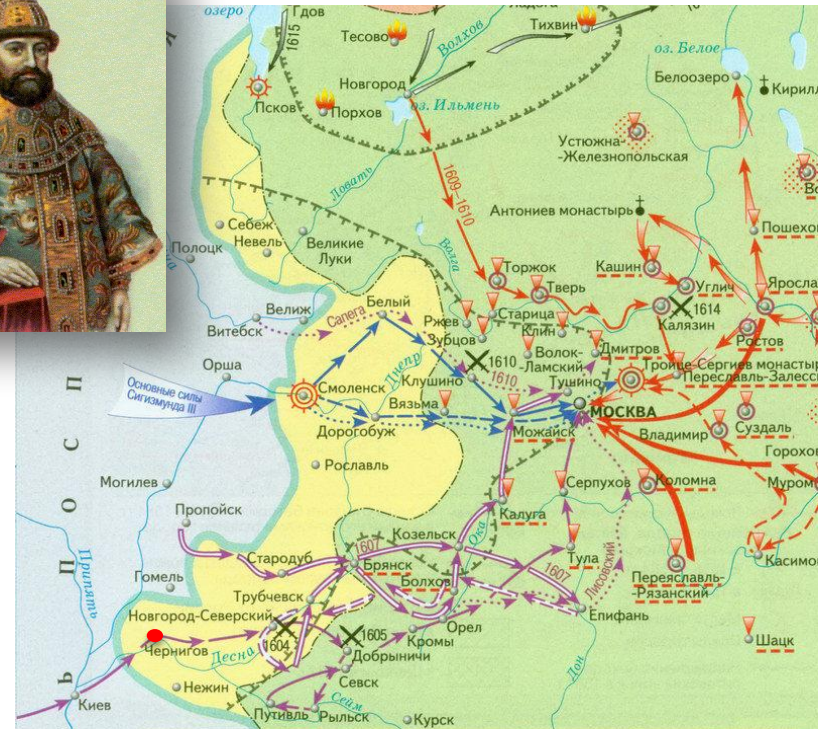 озеро
Гдов
1615
Тесово
Волхов
Ладога
Тихвин
оз. Белое
Белоозеро
Кирилл
Новгород
Псков
Порхов
оз. Ильмень
Устюжна-
-Железнопольская
Ловать
1609–1610
Антониев монастырь
Пошехо
Себеж
Невель
Великие
Луки
Полоцк
Волга
Торжок
Тверь
Кашин
Углич
Яросла
1614
Калязин
Белый
Сапега
Велиж
Витебск
Ржев
Зубцов
Старица
Клин
Ростов
Дмитров
1610
Волок-
-Ламский
Троице-Сергиев монастырь
Переславль-Залесск
Орша
Основные силы
Сигизмунда III
Смоленск
Днепр
Клушино
1610
Тушино
Вязьма
МОСКВА
Дорогобуж
Можайск
Владимир
Суздаль
П
С
О
П
Ь
Рославль
Горохов
Могилев
Серпухов
Коломна
Муром
Калуга
Пропойск
Козельск
Ока
1607
Стародуб
Брянск
Тула
Лисовский
Касимо
Припять
Гомель
Болхов
1607
Переяславль-
-Рязанский
Трубчевск
Новгород-Северский
Епифань
Орел
Кромы
1604
1605
Чернигов
Десна
Добрыничи
Шацк
Дон
Севск
Нежин
Киев
Сейм
Путивль
Рыльск
Курск